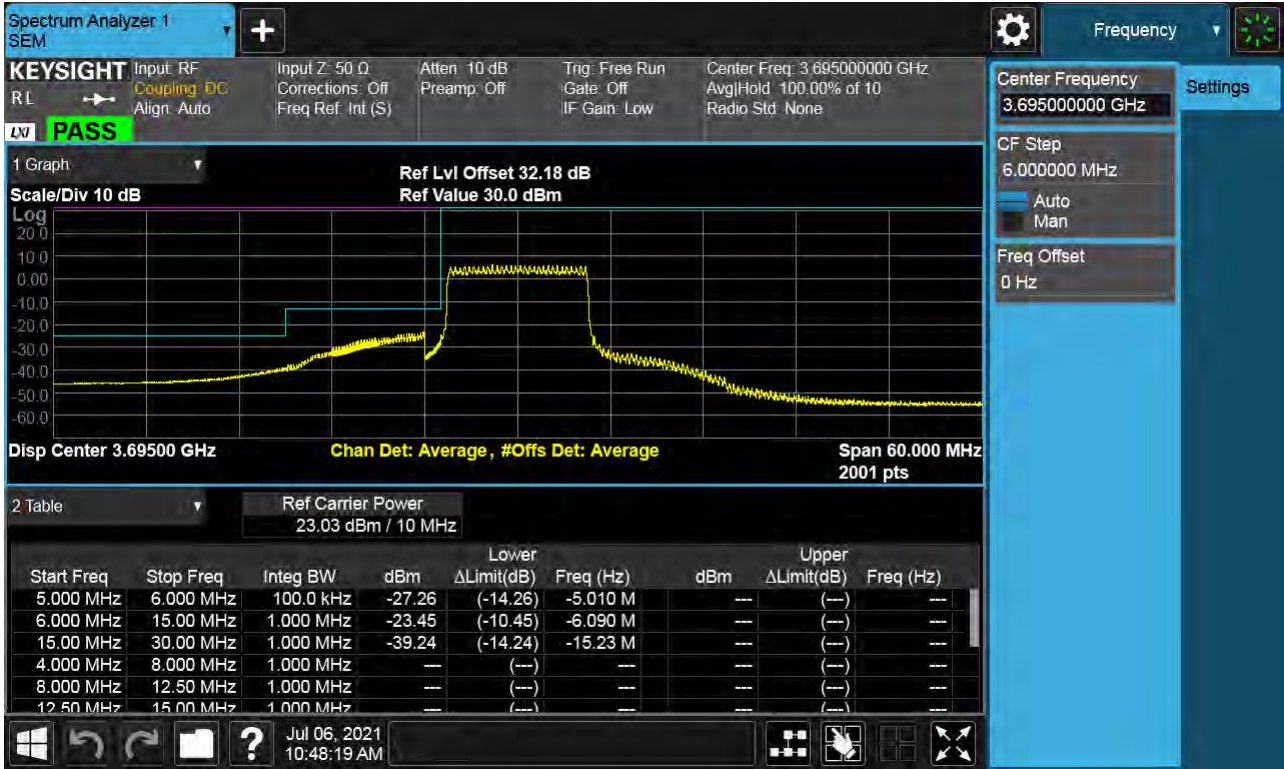 Spectrum Analyzer 1
SEM
Frequency
KEYSIGHT Input: RF Input Z: 50 Ω Atten: 10 dB Trig: Free Run Center Freq: 3.695000000 GHz
RL Coupling: DC Corrections: Off Preamp: Off Gate: Off Avg|Hold: 100.00% of 10
Align: Auto Freq Ref: Int (S) IF Gain: Low Radio Std: None
LXI PASS
Center Frequency
3.695000000 GHz
Settings
CF Step
6.000000 MHz
Auto
Man
Freq Offset
0 Hz
1 Graph
Ref Lvl Offset 32.18 dB
Scale/Div 10 dB Ref Value 30.0 dBm
Log
20.0
10.0
0.00
-10.0
-20.0
-30.0
-40.0
-50.0
-60.0
Disp Center 3.69500 GHz Chan Det: Average, #Offs Det: Average Span 60.000 MHz
2001 pts
2 Table Ref Carrier Power
23.03 dBm / 10 MHz
Lower Upper
Start Freq Stop Freq Integ BW dBm ΔLimit(dB) Freq (Hz) dBm ΔLimit(dB) Freq (Hz)
5.000 MHz 6.000 MHz 100.0 kHz -27.26 (-14.26) -5.010 M --- (---) ---
6.000 MHz 15.00 MHz 1.000 MHz -23.45 (-10.45) -6.090 M --- (---) ---
15.00 MHz 30.00 MHz 1.000 MHz -39.24 (-14.24) -15.23 M --- (---) ---
4.000 MHz 8.000 MHz 1.000 MHz --- (---) --- --- (---) ---
8.000 MHz 12.50 MHz 1.000 MHz --- (---) --- --- (---) ---
12.50 MHz 15.00 MHz 1.000 MHz --- (---) --- --- (---) ---
Jul 06, 2021
10:48:19 AM